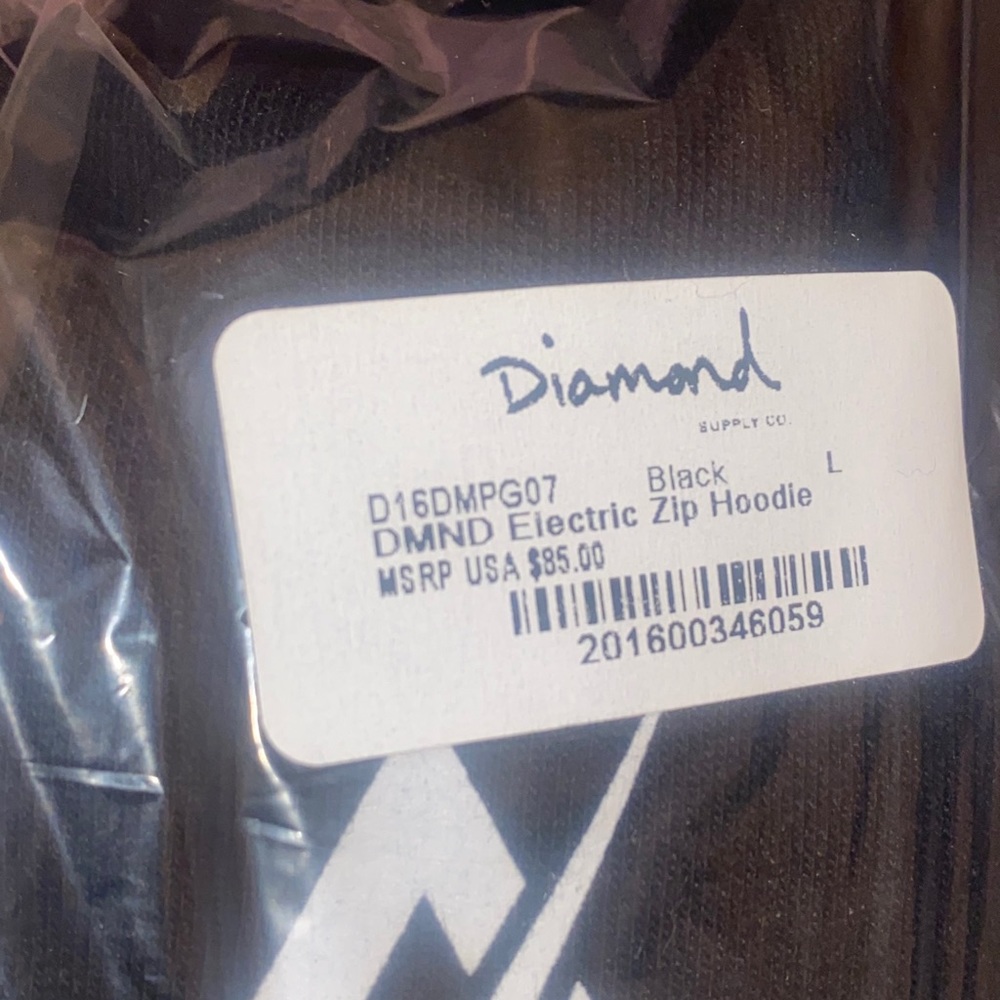 Diamond
SUPPLY CO.
D16DMPG07 Black L
DMND Electric Zip Hoodie
MSRP USA $85.00
201600346059